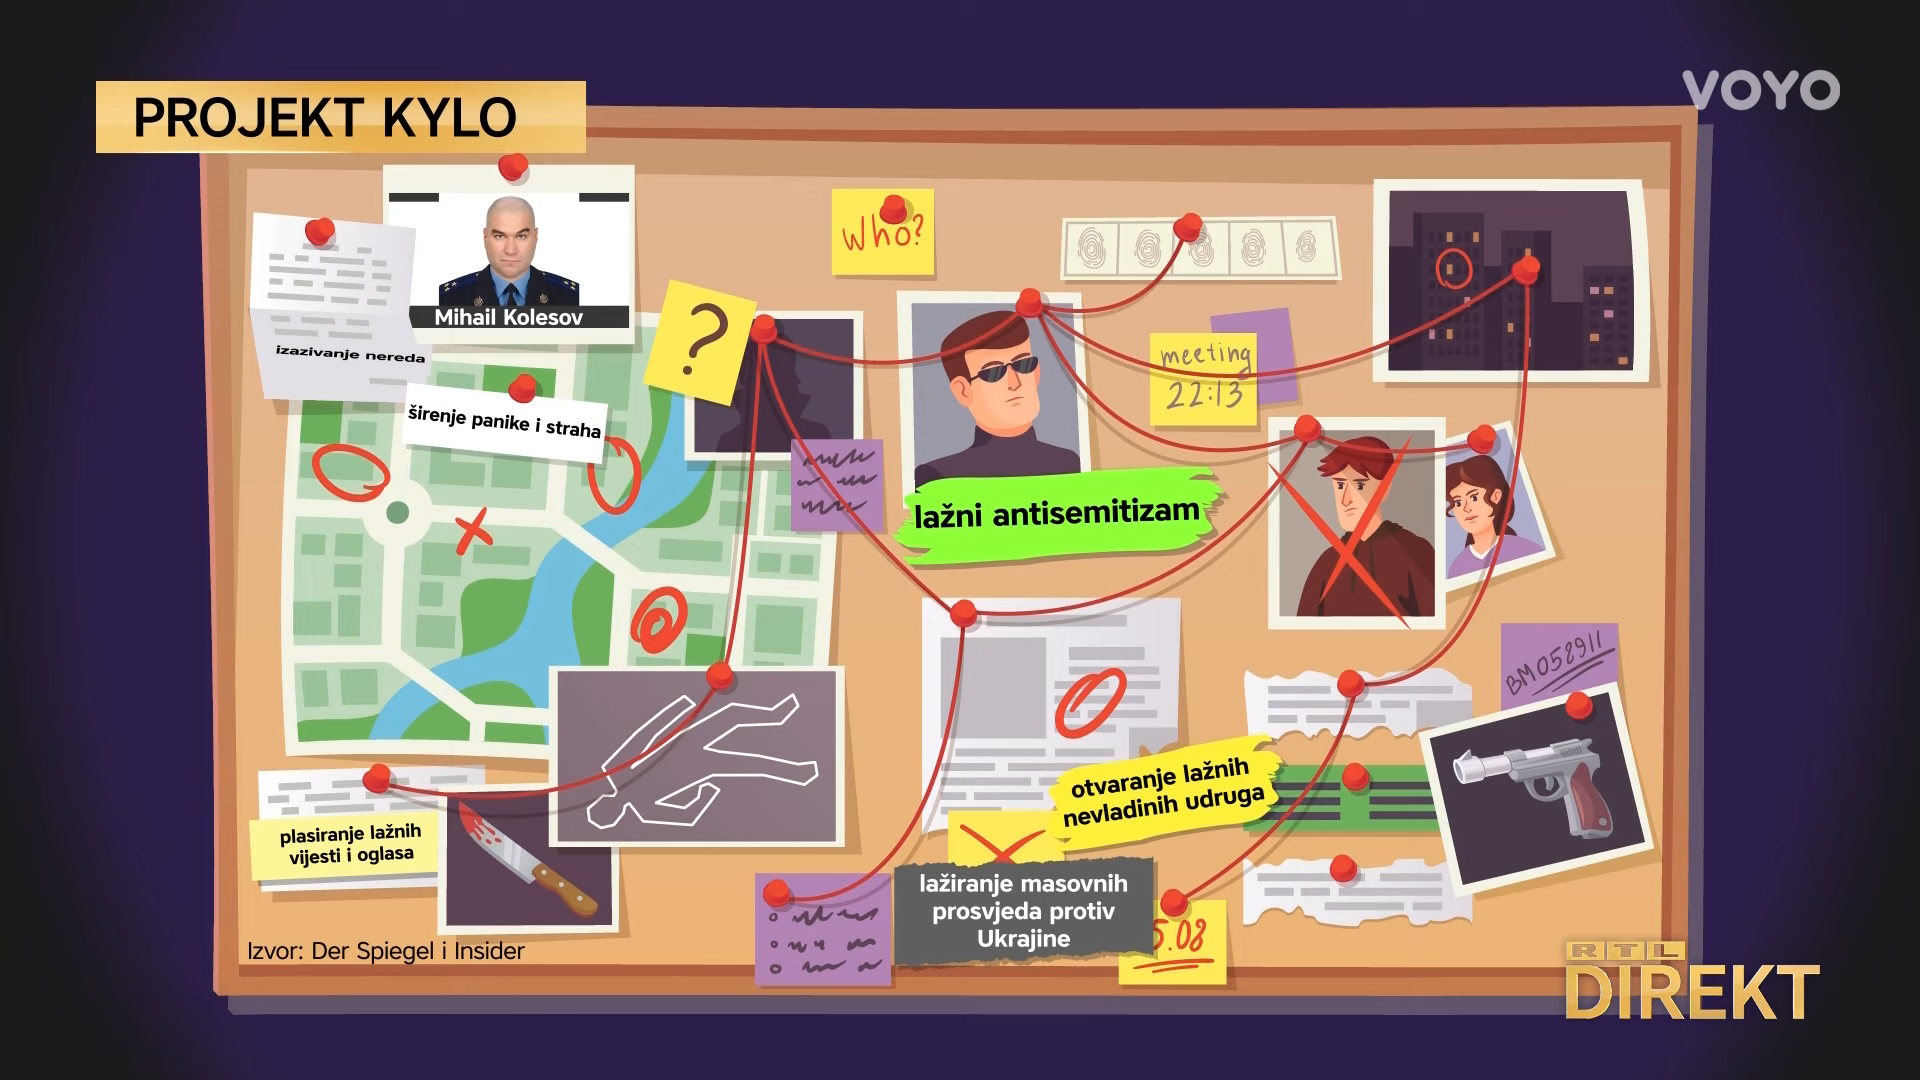 PROJEKT KYLO
VOYO
Mihail Kolesov
izazivanje nereda
širenje panike i straha
Who?
?
meeting
22:13
lažni antisemitizam
BM058911
otvaranje lažnih
nevladinih udruga
plasiranje lažnih
vijesti i oglasa
lažiranje masovnih
prosvjeda protiv
Ukrajine
5.08
Izvor: Der Spiegel i Insider
RTL
DIREKT